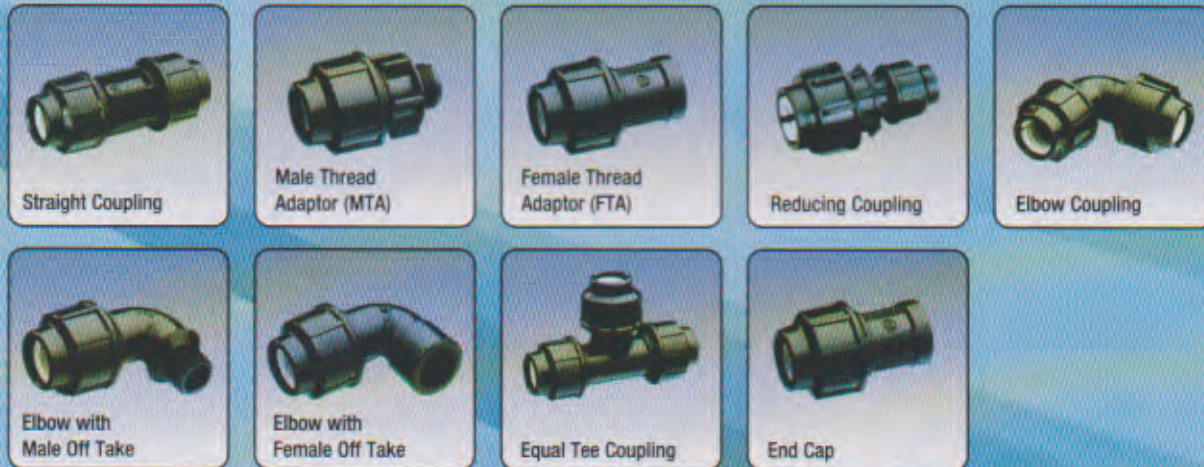 Straight Coupling
Male Thread
Adaptor (MTA)
Female Thread
Adaptor (FTA)
Reducing Coupling
Elbow Coupling
Elbow with
Male Off Take
Elbow with
Female Off Take
Equal Tee Coupling
End Cap